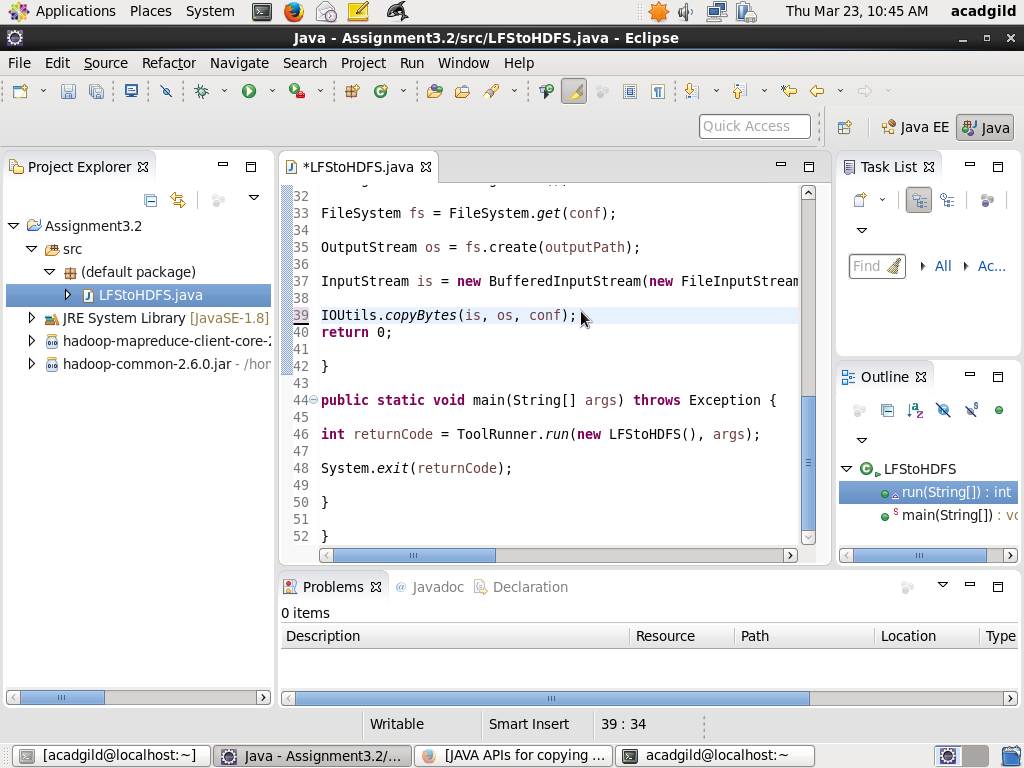 Applications Places System Thu Mar 23, 10:45 AM acadgild
Java - Assignment3.2/src/LFStoHDFS.java - Eclipse
File Edit Source Refactor Navigate Search Project Run Window Help
Quick Access Java EE Java
Project Explorer
Assignment3.2
src
(default package)
LFStoHDFS.java
JRE System Library [JavaSE-1.8]
hadoop-mapreduce-client-core-2
hadoop-common-2.6.0.jar - /hor
*LFStoHDFS.java
32
33 FileSystem fs = FileSystem.get(conf);
34
35 OutputStream os = fs.create(outputPath);
36
37 InputStream is = new BufferedInputStream(new FileInputStream
38
39 IOUtils.copyBytes(is, os, conf);
40 return 0;
41
42 }
43
44 public static void main(String[] args) throws Exception {
45
46 int returnCode = ToolRunner.run(new LFStoHDFS(), args);
47
48 System.exit(returnCode);
49
50 }
51
52 }
Task List
Find All Ac...
Outline
LFStoHDFS
run(String[]) : int
main(String[]) : vo
Problems Javadoc Declaration
0 items
Description Resource Path Location Type
Writable Smart Insert 39 : 34
[acadgild@localhost:~] Java - Assignment3.2/... [JAVA APIs for copying ... acadgild@localhost:~